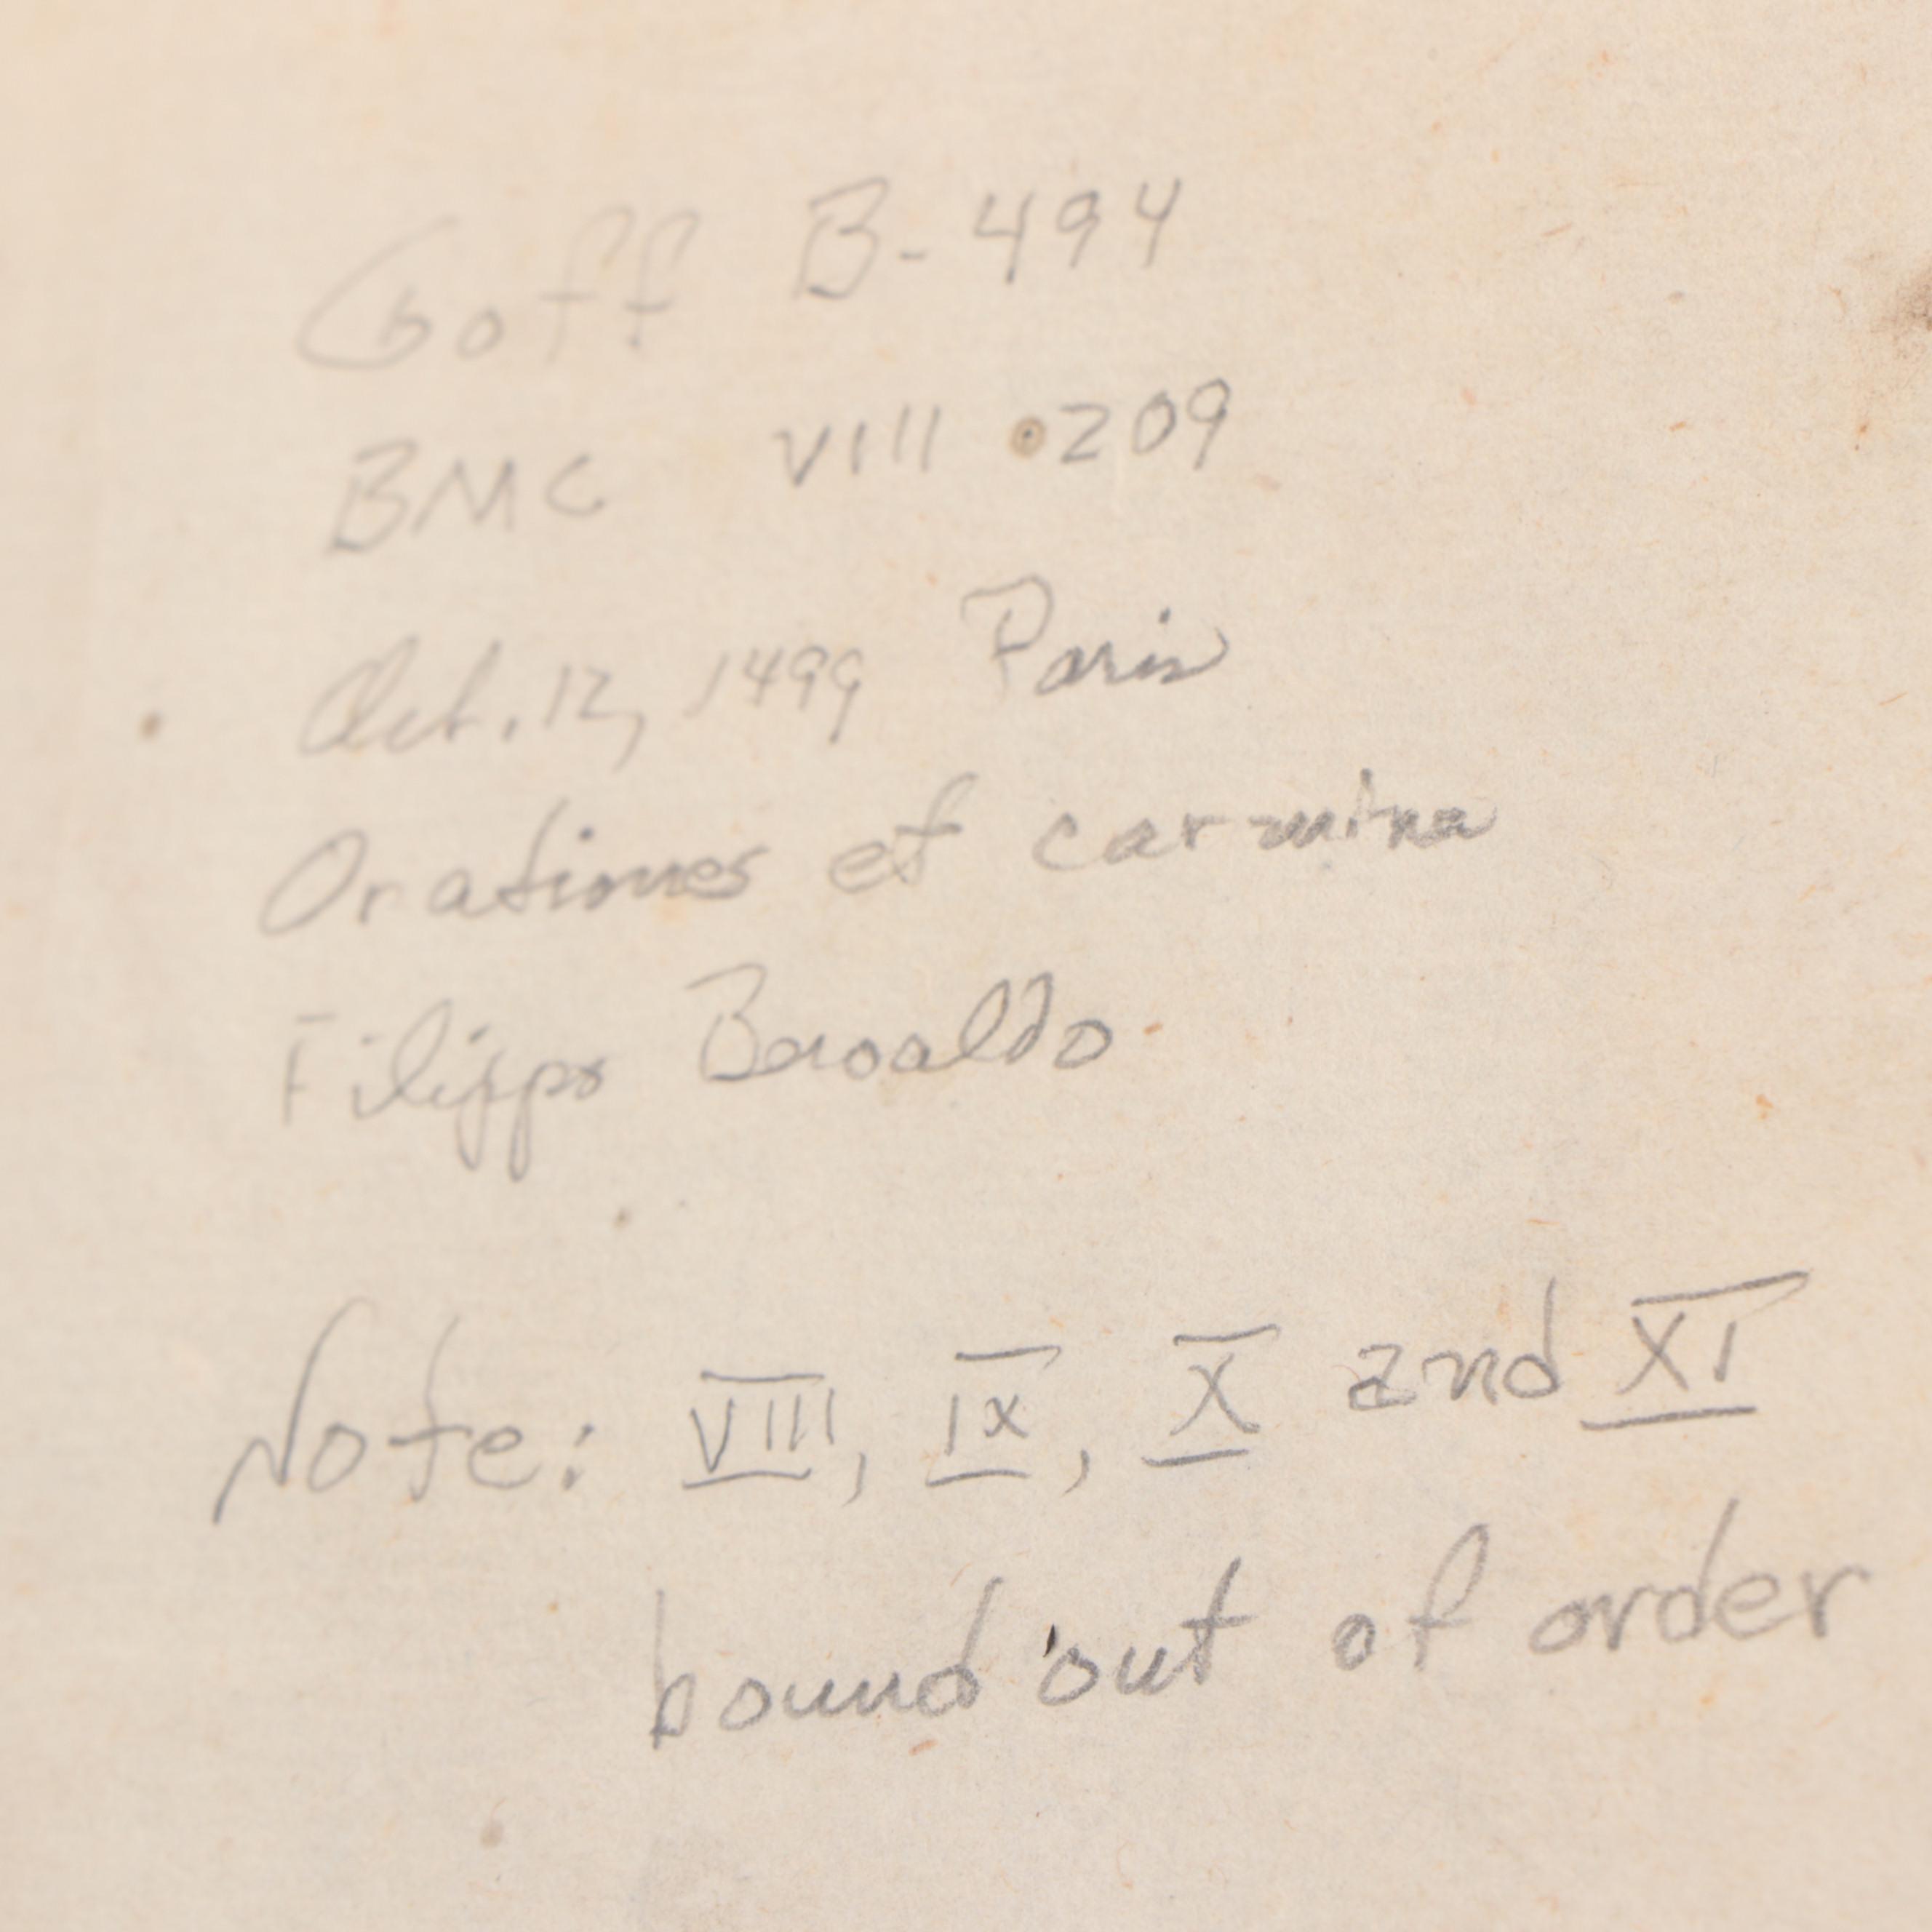 Goff B-494
BMC VIII 209
Oct. 12, 1499 Paris
Orationes et carmina
Filippo Beroaldo
Note: VIII, IX, X and XI
bound out of order